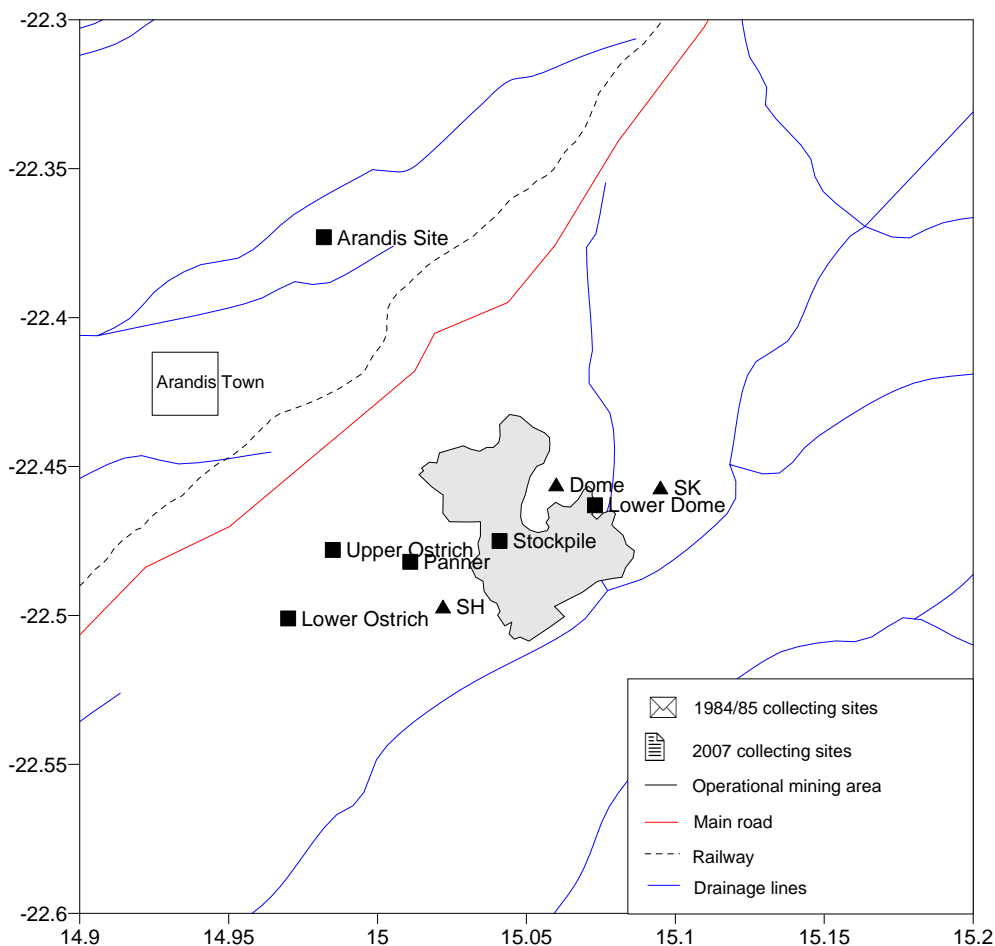 -22.3
-22.35
Arandis Site
-22.4
Arandis Town
-22.45
Dome
SK
Lower Dome
Stockpile
Upper Ostrich
Panner
-22.5
SH
Lower Ostrich
-22.55
-22.6
1984/85 collecting sites
2007 collecting sites
Operational mining area
Main road
Railway
Drainage lines
14.9
14.95
15
15.05
15.1
15.15
15.2